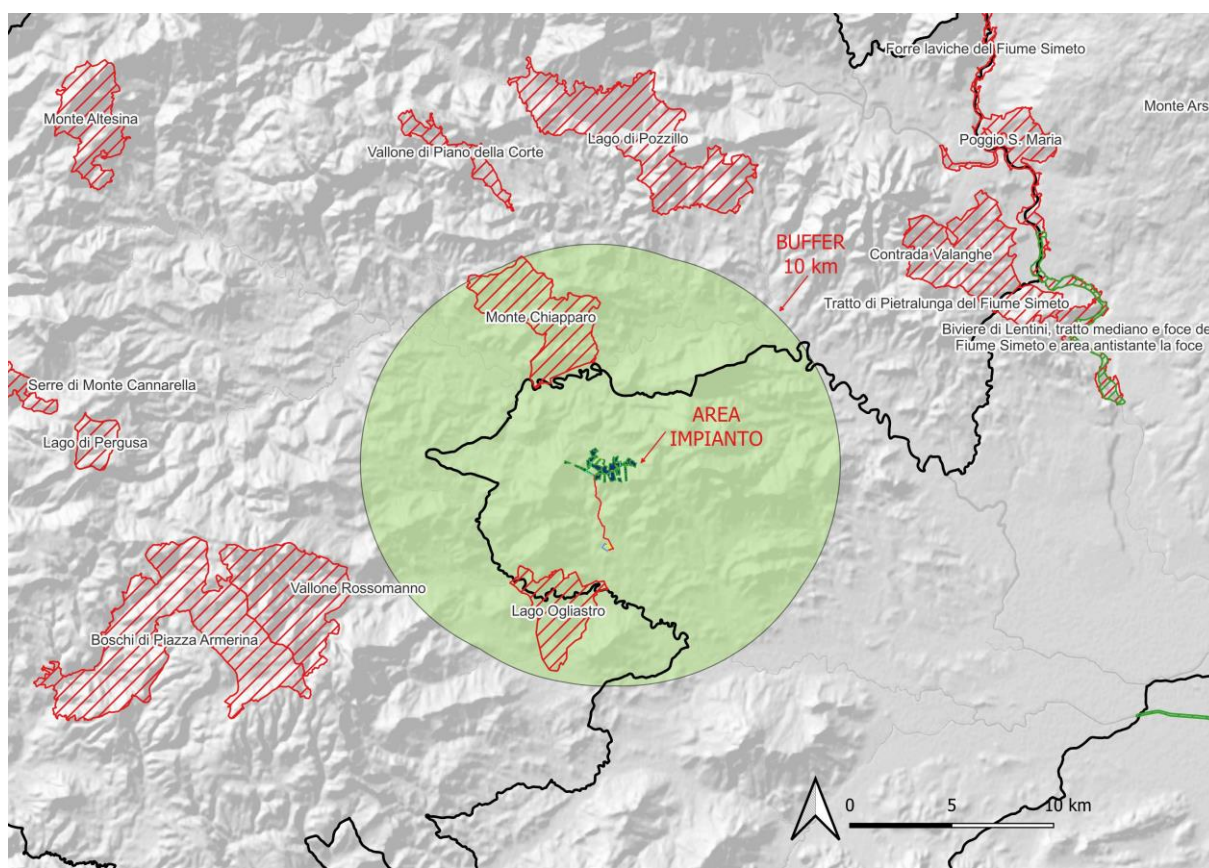 Forre laviche del Fiume Simeto
Monte Altesina
Monte Ars
Vallone di Piano della Corte
Lago di Pozzillo
Poggio S. Maria
BUFFER
10 km
Contrada Valanghe
Tratto di Pietralunga del Fiume Simeto
Monte Chiapparo
Biviere di Lentini, tratto mediano e foce de
Fiume Simeto e area antistante la foce
Serre di Monte Cannarella
AREA
IMPIANTO
Lago di Pergusa
Vallone Rossomanno
Lago Ogliastro
Boschi di Piazza Armerina
0 5 10 km